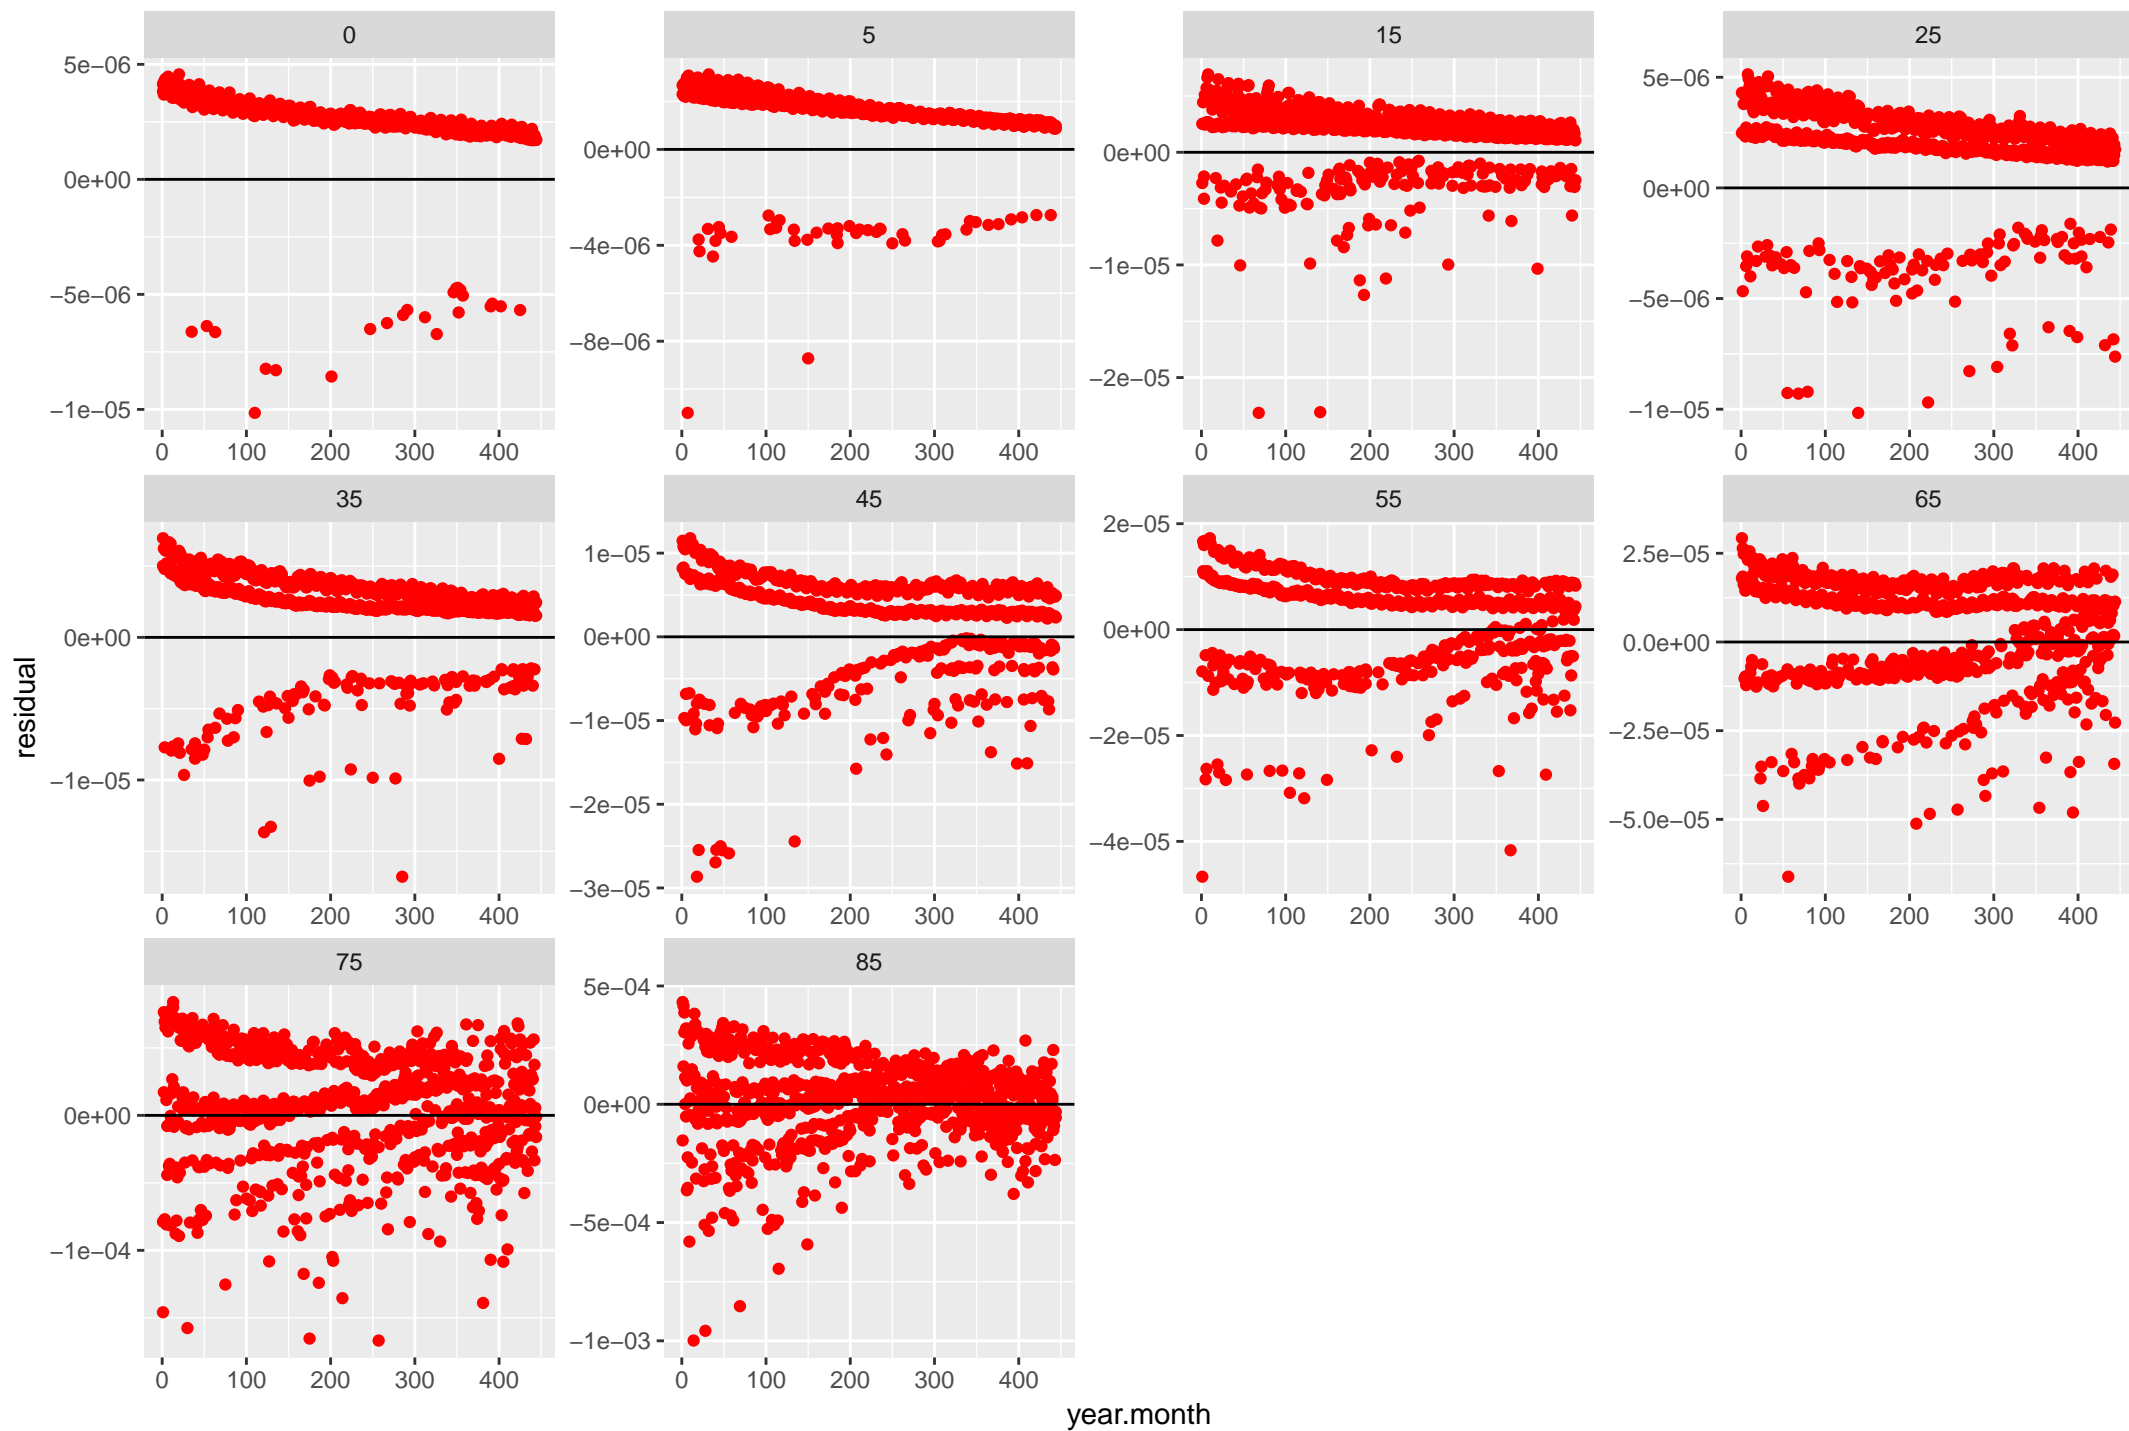 0 5 15 25
5e−06
0e+00
−5e−06
−1e−05
0e+00
−4e−06
−8e−06
0e+00
−1e−05
−2e−05
5e−06
0e+00
−5e−06
−1e−05
0 100 200 300 400 0 100 200 300 400 0 100 200 300 400 0 100 200 300 400
35 45 55 65
0e+00
−1e−05
1e−05
0e+00
−1e−05
−2e−05
−3e−05
2e−05
0e+00
−2e−05
−4e−05
2.5e−05
0.0e+00
−2.5e−05
−5.0e−05
0 100 200 300 400 0 100 200 300 400 0 100 200 300 400 0 100 200 300 400
75 85
0e+00
−1e−04
5e−04
0e+00
−5e−04
−1e−03
0 100 200 300 400 0 100 200 300 400
residual
year.month